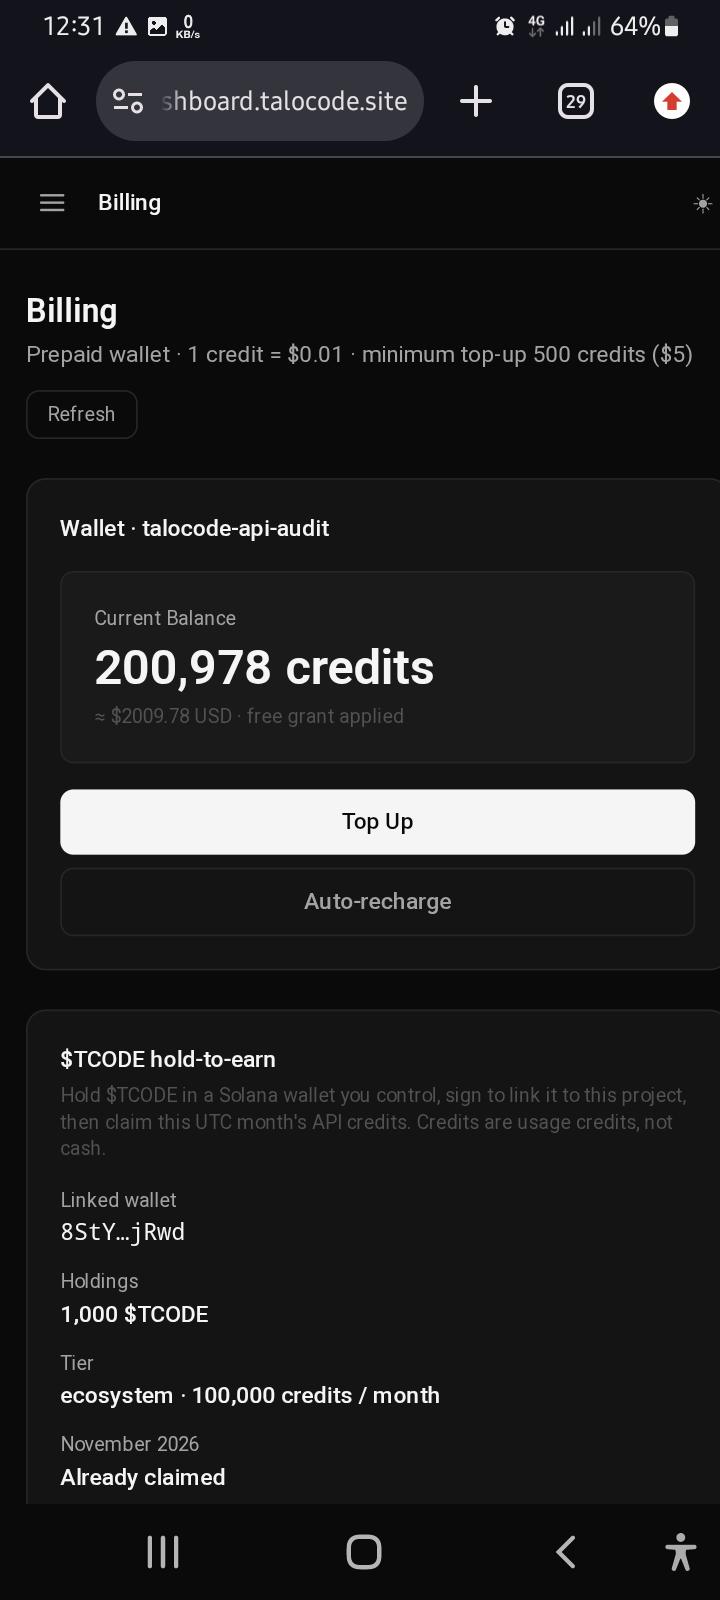 12:31
0
KB/s
4G
64%
shboard.talocode.site
29
Billing
Billing
Prepaid wallet · 1 credit = $0.01 · minimum top-up 500 credits ($5)
Refresh
Wallet · talocode-api-audit
Current Balance
200,978 credits
≈ $2009.78 USD · free grant applied
Top Up
Auto-recharge
$TCODE hold-to-earn
Hold $TCODE in a Solana wallet you control, sign to link it to this project,
then claim this UTC month's API credits. Credits are usage credits, not
cash.
Linked wallet
8StY…jRwd
Holdings
1,000 $TCODE
Tier
ecosystem · 100,000 credits / month
November 2026
Already claimed